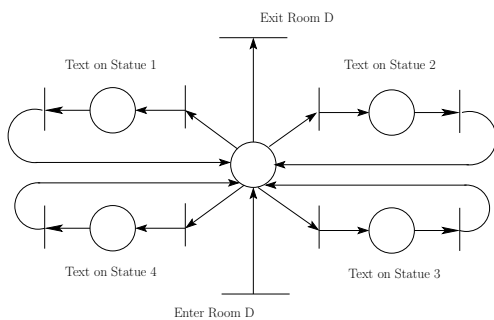 Exit Room D
Text on Statue 1
Text on Statue 2
Text on Statue 4
Text on Statue 3
Enter Room D